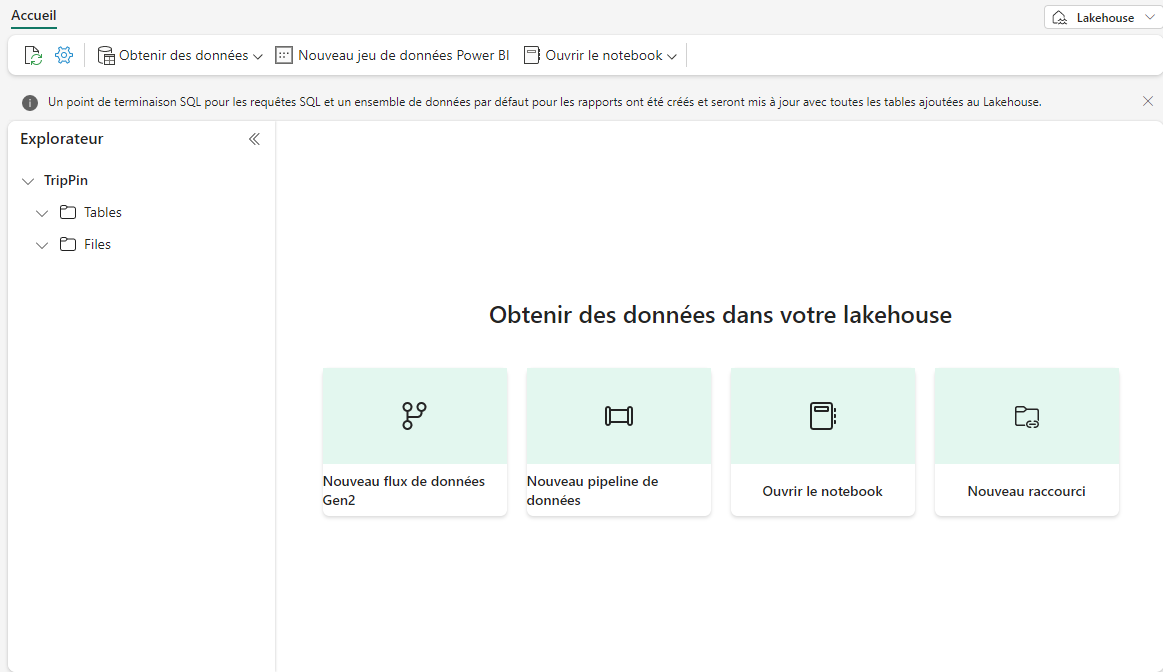 Accueil
Lakehouse
Obtenir des données
Nouveau jeu de données Power BI
Ouvrir le notebook
Un point de terminaison SQL pour les requêtes SQL et un ensemble de données par défaut pour les rapports ont été créés et seront mis à jour avec toutes les tables ajoutées au Lakehouse.
Explorateur
TripPin
Tables
Files
Obtenir des données dans votre lakehouse
Nouveau flux de données
Gen2
Nouveau pipeline de
données
Ouvrir le notebook
Nouveau raccourci